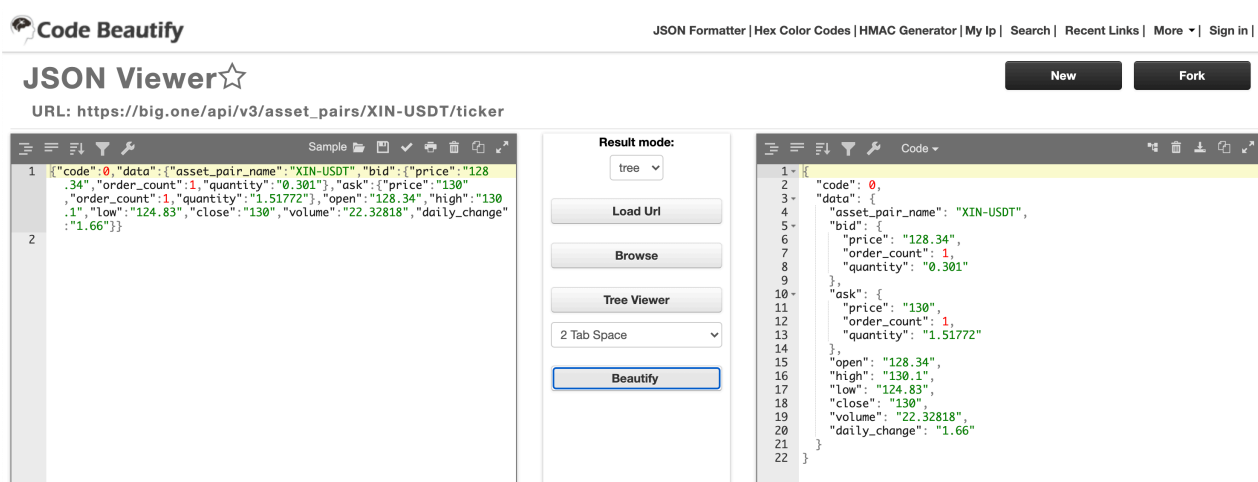 Code Beautify
JSON Formatter | Hex Color Codes | HMAC Generator | My Ip | Search | Recent Links | More | Sign in |
JSON Viewer
New
Fork
URL: https://big.one/api/v3/asset_pairs/XIN-USDT/ticker
Sample
1 {"code":0,"data":{"asset_pair_name":"XIN-USDT","bid":{"price":"128
.34","order_count":1,"quantity":"0.301"},"ask":{"price":"130"
,"order_count":1,"quantity":"1.51772"},"open":"128.34","high":"130
.1","low":"124.83","close":"130","volume":"22.32818","daily_change"
:"1.66"}}
2
Result mode:
tree
Load Url
Browse
Tree Viewer
2 Tab Space
Beautify
Code
1 {
2 "code": 0,
3 "data": {
4 "asset_pair_name": "XIN-USDT",
5 "bid": {
6 "price": "128.34",
7 "order_count": 1,
8 "quantity": "0.301"
9 },
10 "ask": {
11 "price": "130",
12 "order_count": 1,
13 "quantity": "1.51772"
14 },
15 "open": "128.34",
16 "high": "130.1",
17 "low": "124.83",
18 "close": "130",
19 "volume": "22.32818",
20 "daily_change": "1.66"
21 }
22 }